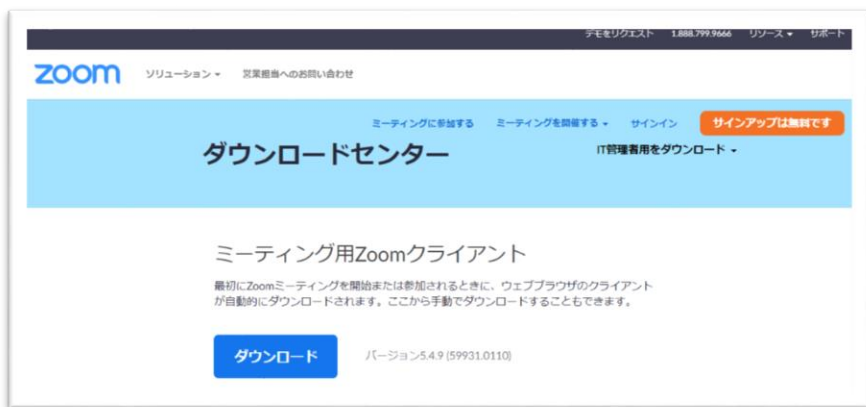 デモをリクエスト 1.888.799.9666 リソース サポート
zoom ソリューション 営業担当へのお問い合わせ
ミーティングに参加する ミーティングを開催する サインイン サインアップは無料です
ダウンロードセンター IT管理者用をダウンロード
ミーティング用Zoomクライアント
最初にZoomミーティングを開始または参加されるときに、ウェブブラウザのクライアント
が自動的にダウンロードされます。ここから手動でダウンロードすることもできます。
ダウンロード バージョン5.4.9 (59931.0110)